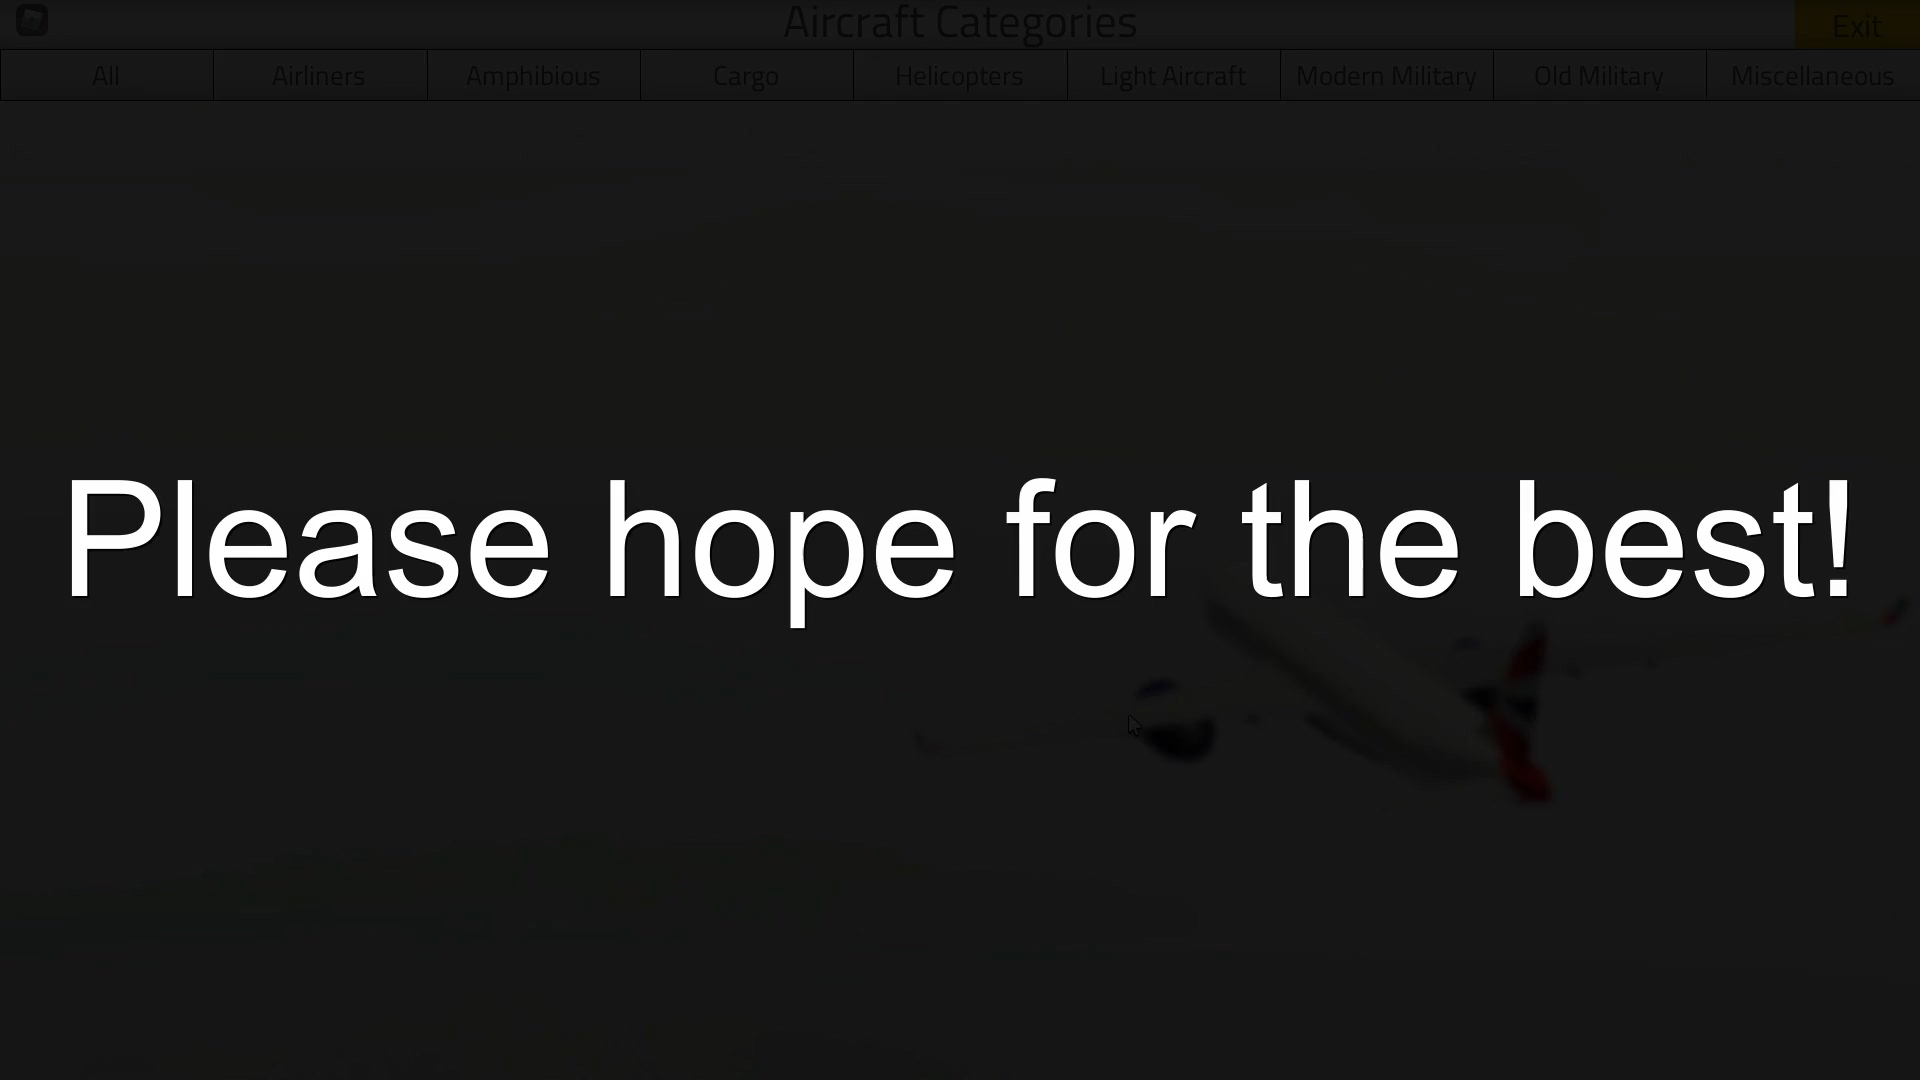 Aircraft Categories
Exit
All
Airliners
Amphibious
Cargo
Helicopters
Light Aircraft
Modern Military
Old Military
Miscellaneous
Please hope for the best!